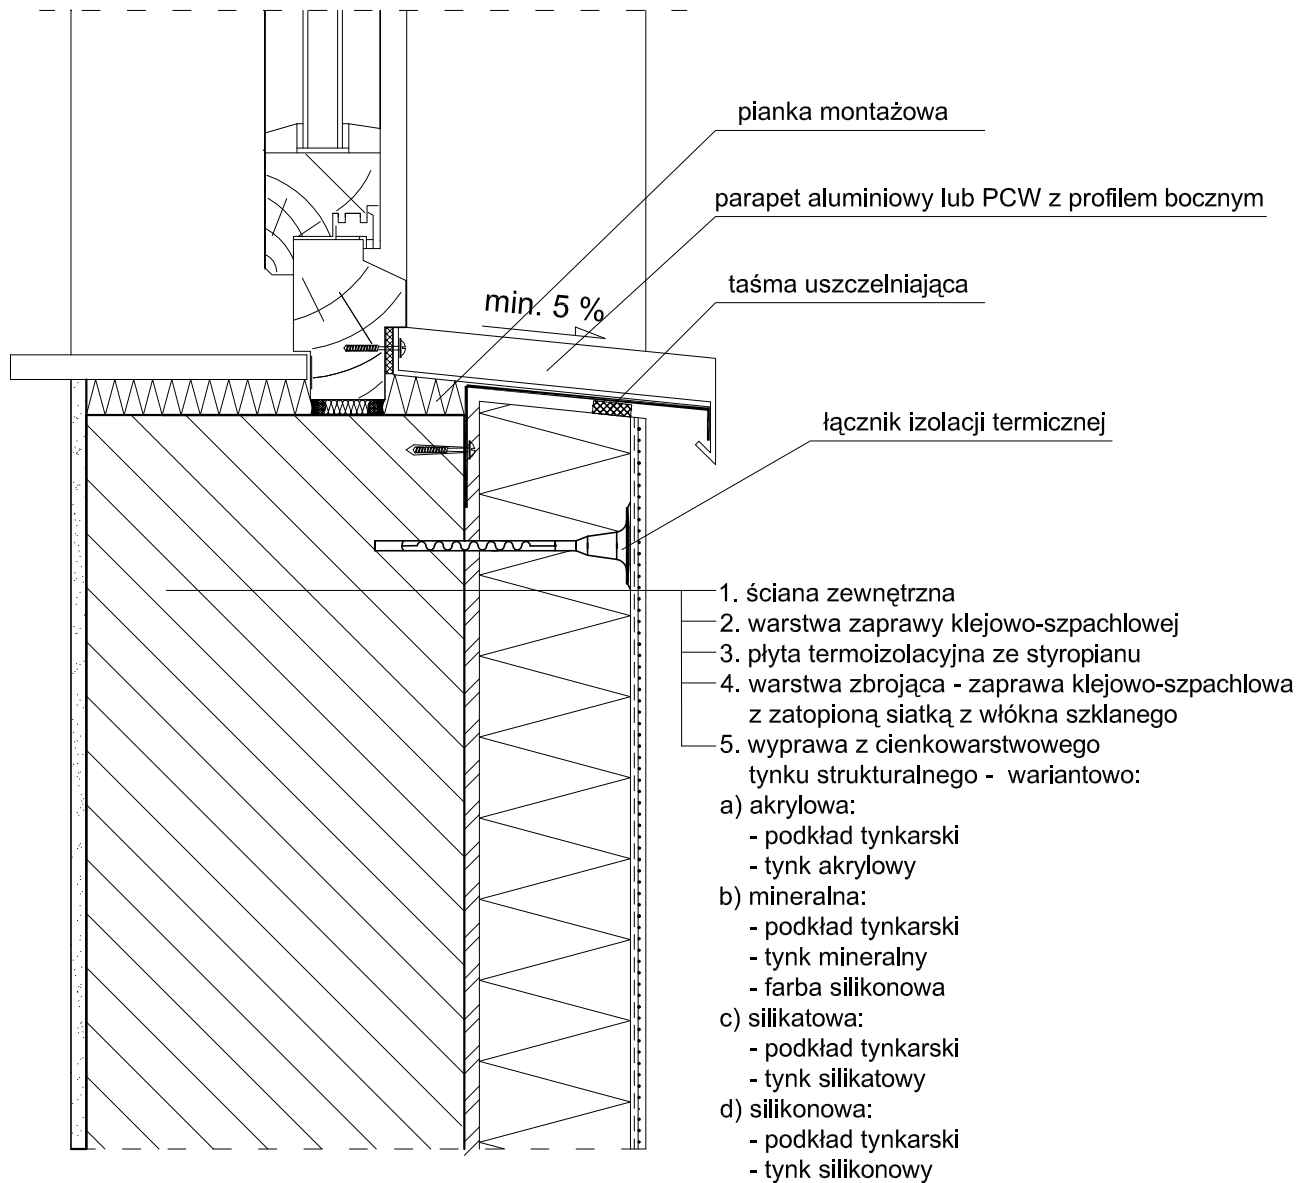 pianka montażowa
parapet aluminiowy lub PCW z profilem bocznym
taśma uszczelniająca
min. 5 %
łącznik izolacji termicznej
1. ściana zewnętrzna
2. warstwa zaprawy klejowo-szpachlowej
3. płyta termoizolacyjna ze styropianu
4. warstwa zbrojąca - zaprawa klejowo-szpachlowa
z zatopioną siatką z włókna szklanego
5. wyprawa z cienkowarstwowego
tynku strukturalnego - wariantowo:
a) akrylowa:
- podkład tynkarski
- tynk akrylowy
b) mineralna:
- podkład tynkarski
- tynk mineralny
- farba silikonowa
c) silikatowa:
- podkład tynkarski
- tynk silikatowy
d) silikonowa:
- podkład tynkarski
- tynk silikonowy